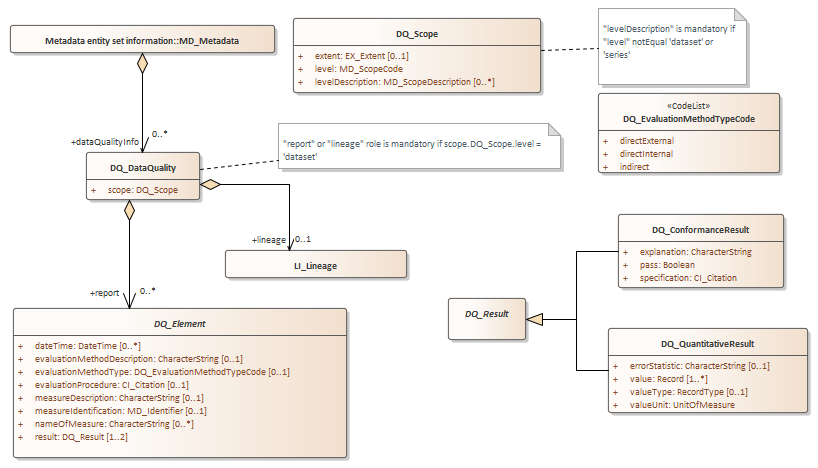 Metadata entity set information::MD_Metadata
DQ_Scope
+ extent: EX_Extent [0..1]
+ level: MD_ScopeCode
+ levelDescription: MD_ScopeDescription [0..*]
"levelDescription" is mandatory if
"level" notEqual 'dataset' or
'series'
«CodeList»
DQ_EvaluationMethodTypeCode
+ directExternal
+ directInternal
+ indirect
+dataQualityInfo 0..*
"report" or "lineage" role is mandatory if scope.DQ_Scope.level =
'dataset'
DQ_DataQuality
+ scope: DQ_Scope
+lineage 0..1
LI_Lineage
+report 0..*
DQ_Element
+ dateTime: DateTime [0..*]
+ evaluationMethodDescription: CharacterString [0..1]
+ evaluationMethodType: DQ_EvaluationMethodTypeCode [0..1]
+ evaluationProcedure: CI_Citation [0..1]
+ measureDescription: CharacterString [0..1]
+ measureIdentification: MD_Identifier [0..1]
+ nameOfMeasure: CharacterString [0..*]
+ result: DQ_Result [1..2]
DQ_Result
DQ_ConformanceResult
+ explanation: CharacterString
+ pass: Boolean
+ specification: CI_Citation
DQ_QuantitativeResult
+ errorStatistic: CharacterString [0..1]
+ value: Record [1..*]
+ valueType: RecordType [0..1]
+ valueUnit: UnitOfMeasure